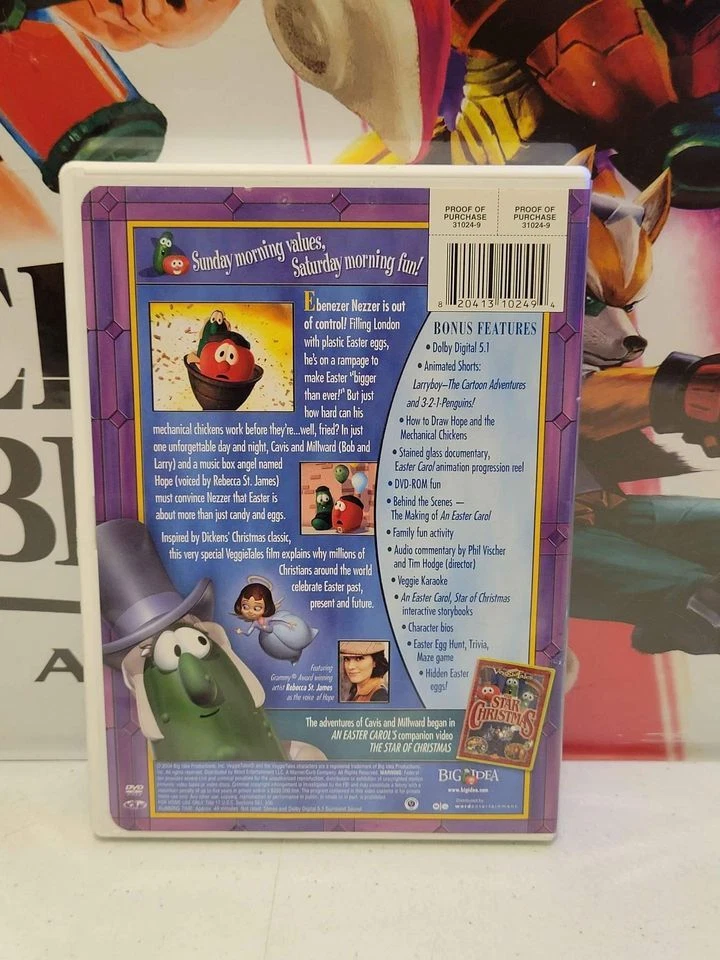 PROOF OF
PURCHASE
31024-9
PROOF OF
PURCHASE
31024-9
8 20413 10249 4
Sunday morning values,
Saturday morning fun!
Ebenezer Nezzer is out
of control! Filling London
with plastic Easter eggs,
he's on a rampage to
make Easter "bigger
than ever!" But just
how hard can his
mechanical chickens work before they're...well, fried? In just
one unforgettable day and night, Cavis and Millward (Bob and
Larry) and a music box angel named
Hope (voiced by Rebecca St. James)
must convince Nezzer that Easter is
about more than just candy and eggs.
Inspired by Dickens' Christmas classic,
this very special VeggieTales film explains why millions of
Christians around the world
celebrate Easter past,
present and future.
Featuring
Grammy® Award winning
artist Rebecca St. James
as the voice of Hope
BONUS FEATURES
• Dolby Digital 5.1
• Animated Shorts:
Larryboy—The Cartoon Adventures
and 3-2-1-Penguins!
• How to Draw Hope and the
Mechanical Chickens
• Stained glass documentary,
Easter Carol animation progression reel
• DVD-ROM fun
• Behind the Scenes —
The Making of An Easter Carol
• Family fun activity
• Audio commentary by Phil Vischer
and Tim Hodge (director)
• Veggie Karaoke
• An Easter Carol, Star of Christmas
interactive storybooks
• Character bios
• Easter Egg Hunt, Trivia,
Maze game
• Hidden Easter
eggs!
VeggieTales
THE STAR OF
CHRISTMAS
The adventures of Cavis and Millward began in
AN EASTER CAROL'S companion video
THE STAR OF CHRISTMAS
BIG IDEA
www.bigidea.com
Distributed by
wordentertainment
DVD
A